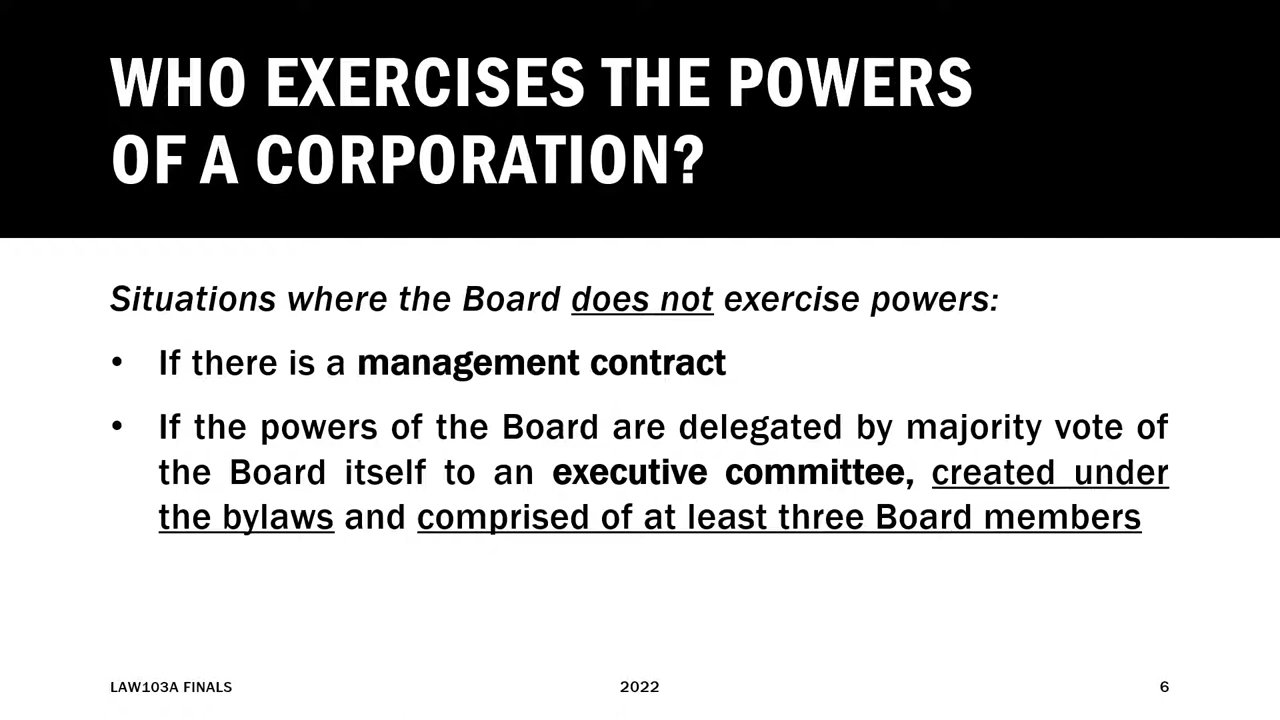 WHO EXERCISES THE POWERS
OF A CORPORATION?
Situations where the Board does not exercise powers:
• If there is a management contract
• If the powers of the Board are delegated by majority vote of
the Board itself to an executive committee, created under
the bylaws and comprised of at least three Board members
LAW103A FINALS
2022
6